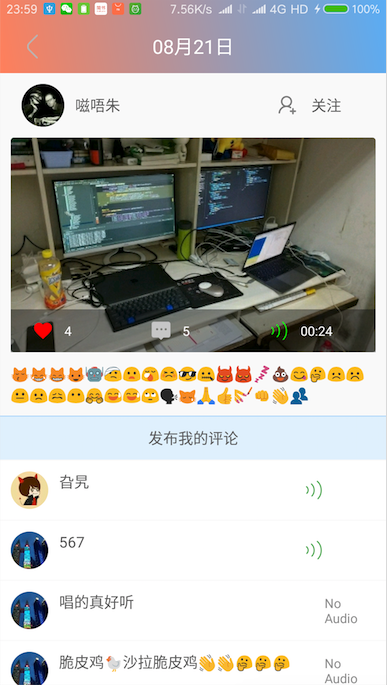 23:59 7.56K/s 4G HD 100%
08月21日
嗞唔朱 关注
4 5 00:24
😼😹😸😺🙀🤕🙁🤧😣😎🤐👹👹💤💩😋🤔☹️☹️
😐🙁😖😶🤗😅😅🙄🗣😺🙏👍💅👊👋👥
发布我的评论
旮旯
567
唱的真好听 No
Audio
脆皮鸡🐓沙拉脆皮鸡👋👋🤔🤔🤔 No
Audio